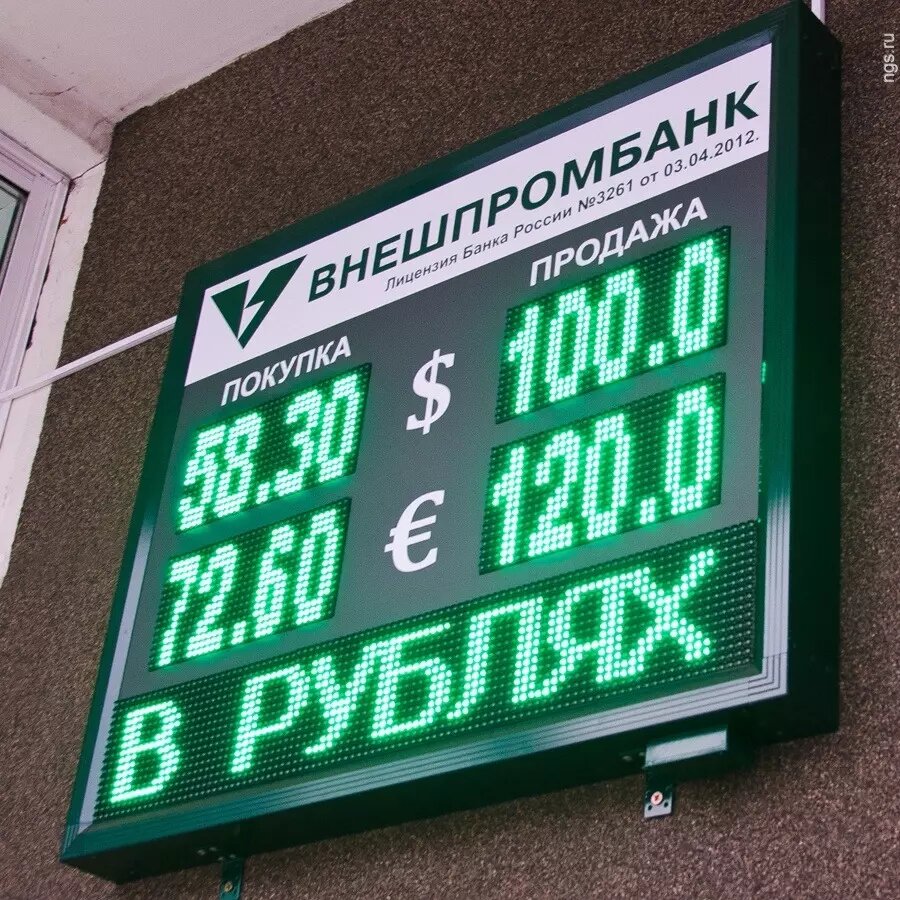 ВНЕШПРОМБАНК
Лицензия Банка России №3261 от 03.04.2012.
ПОКУПКА ПРОДАЖА
58.30 $ 100.0
72.60 € 120.0
В РУБЛЯХ
ngs.ru